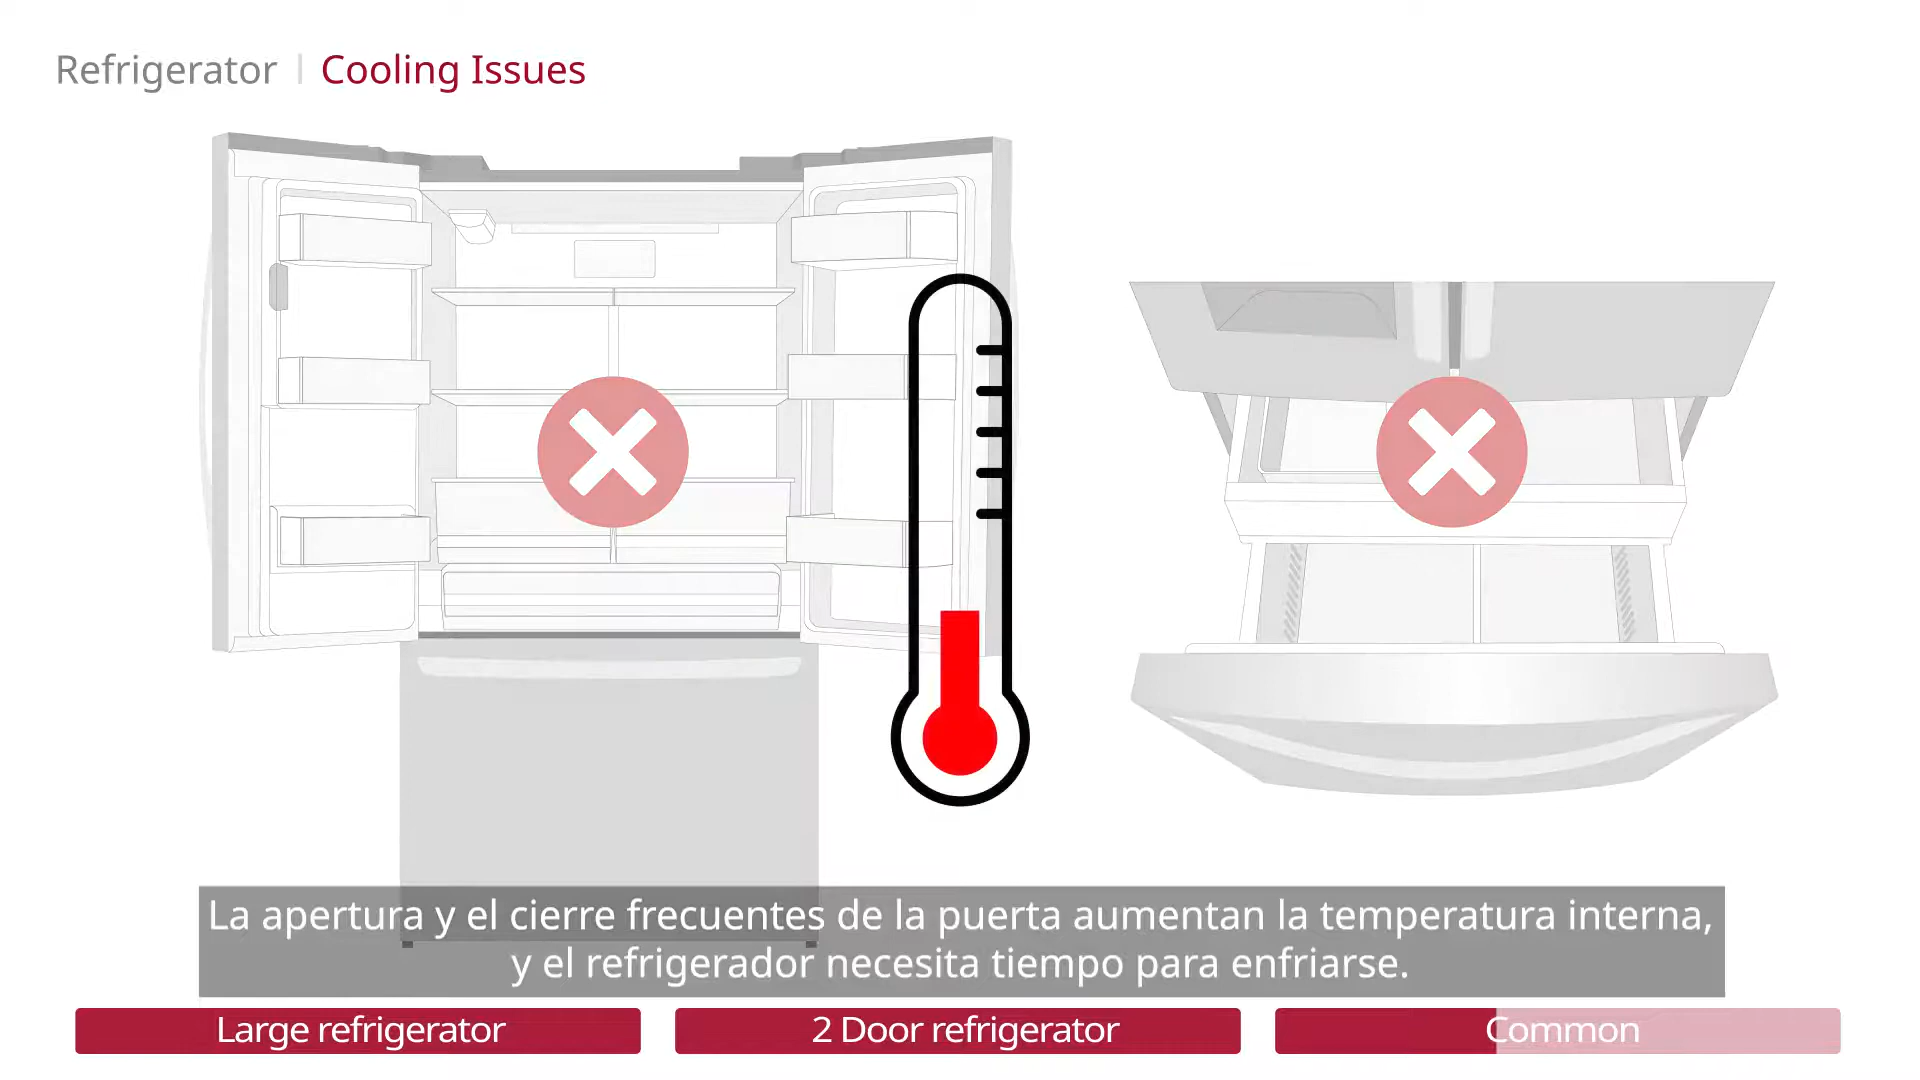 Refrigerator | Cooling Issues
La apertura y el cierre frecuentes de la puerta aumentan la temperatura interna,
y el refrigerador necesita tiempo para enfriarse.
Large refrigerator
2 Door refrigerator
Common